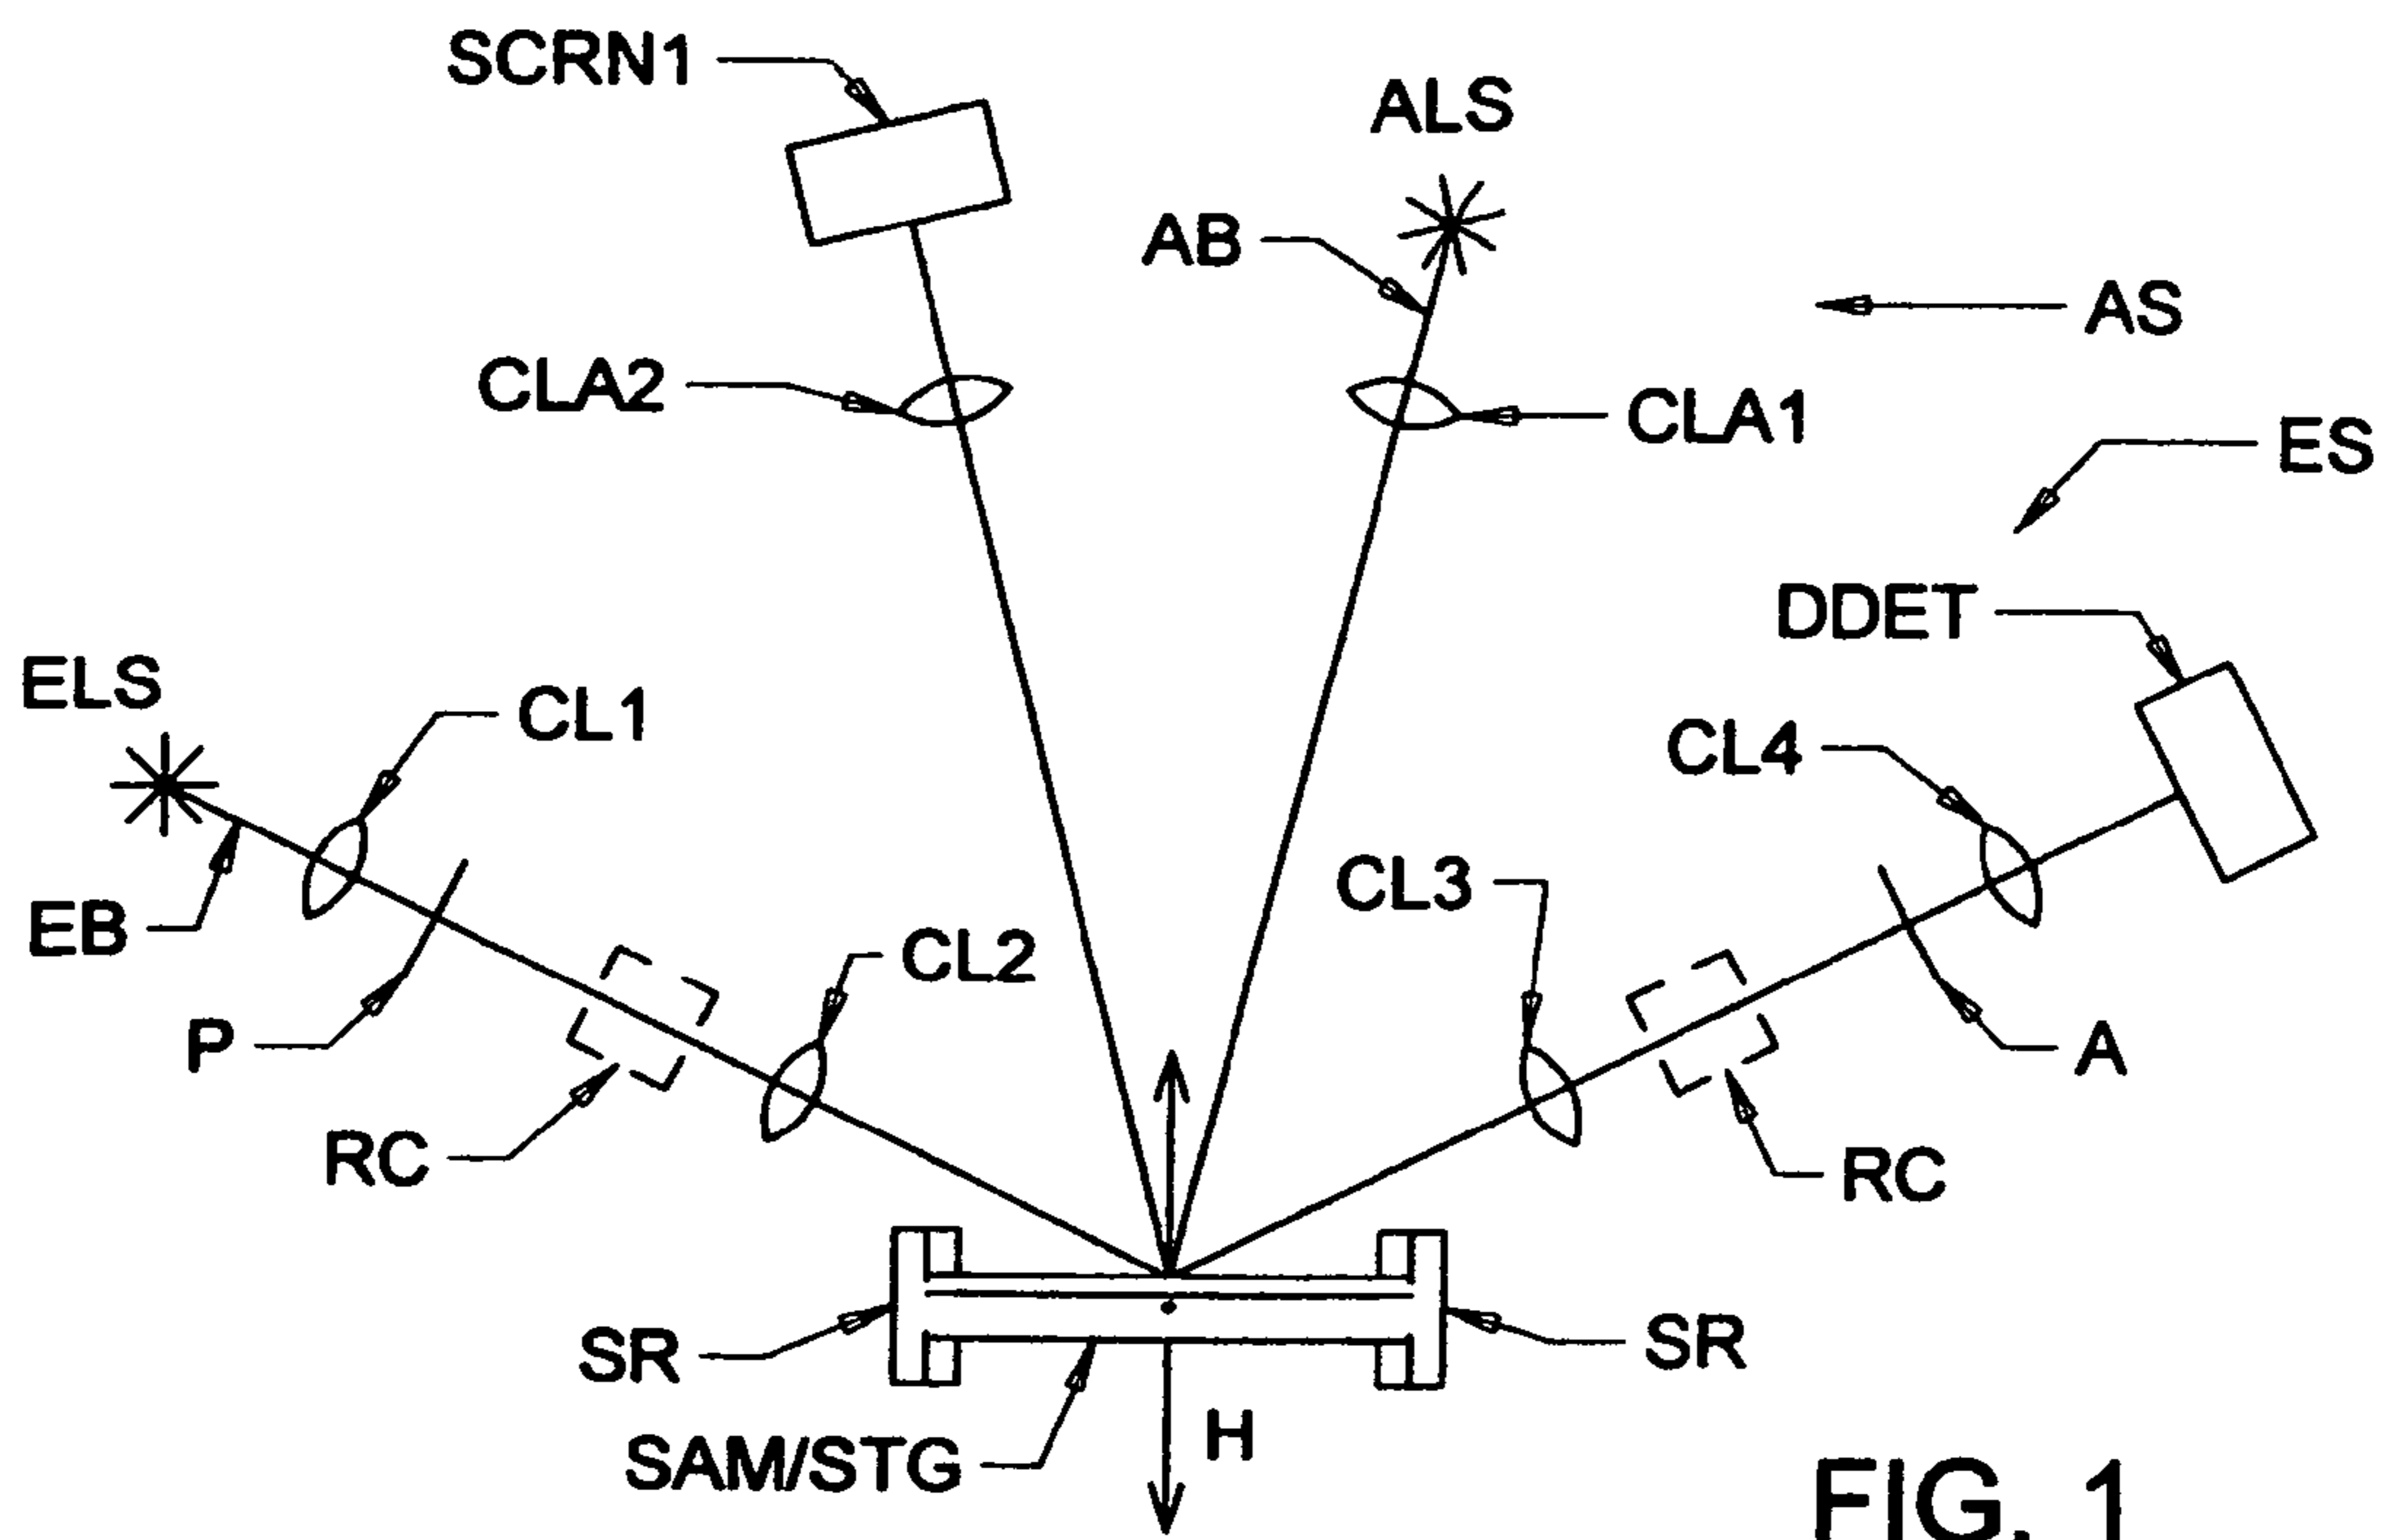 SCRN1
ALS
AB
AS
CLA2
CLA1
ES
DDET
ELS
CL1
CL4
CL3
EB
CL2
P
A
RC
RC
SR
SR
H
SAM/STG
FIG. 1